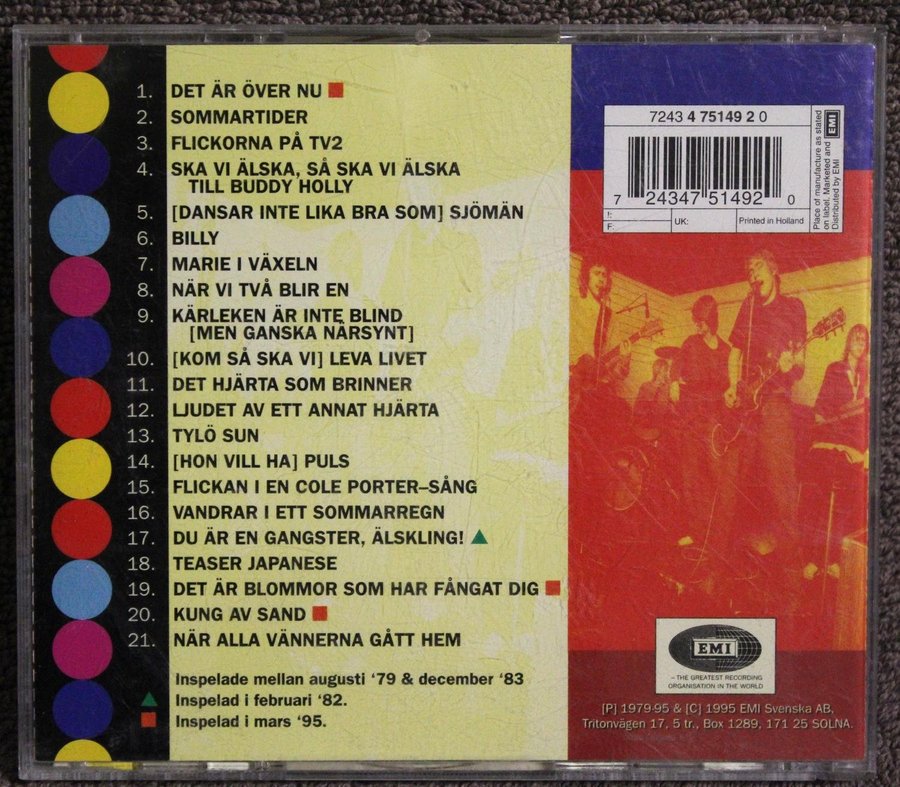 1. DET ÄR ÖVER NU
2. SOMMARTIDER
3. FLICKORNA PÅ TV2
4. SKA VI ÄLSKA, SÅ SKA VI ÄLSKA
TILL BUDDY HOLLY
5. [DANSAR INTE LIKA BRA SOM] SJÖMÄN
6. BILLY
7. MARIE I VÄXELN
8. NÄR VI TVÅ BLIR EN
9. KÄRLEKEN ÄR INTE BLIND
[MEN GANSKA NÄRSYNT]
10. [KOM SÅ SKA VI] LEVA LIVET
11. DET HJÄRTA SOM BRINNER
12. LJUDET AV ETT ANNAT HJÄRTA
13. TYLÖ SUN
14. [HON VILL HA] PULS
15. FLICKAN I EN COLE PORTER–SÅNG
16. VANDRAR I ETT SOMMARREGN
17. DU ÄR EN GANGSTER, ÄLSKLING!
18. TEASER JAPANESE
19. DET ÄR BLOMMOR SOM HAR FÅNGAT DIG
20. KUNG AV SAND
21. NÄR ALLA VÄNNERNA GÅTT HEM
Inspelade mellan augusti ‘79 & december ‘83
Inspelad i februari ‘82.
Inspelad i mars ‘95.
7243 4 75149 2 0
7 24347 51492 0
I:
F:
UK:
Printed in Holland
Place of manufacture as stated
on label. Marketed and
Distributed by EMI
EMI
EMI
– THE GREATEST RECORDING
ORGANISATION IN THE WORLD
[P] 1979-95 & [C] 1995 EMI Svenska AB,
Tritonvägen 17, 5 tr., Box 1289, 171 25 SOLNA.